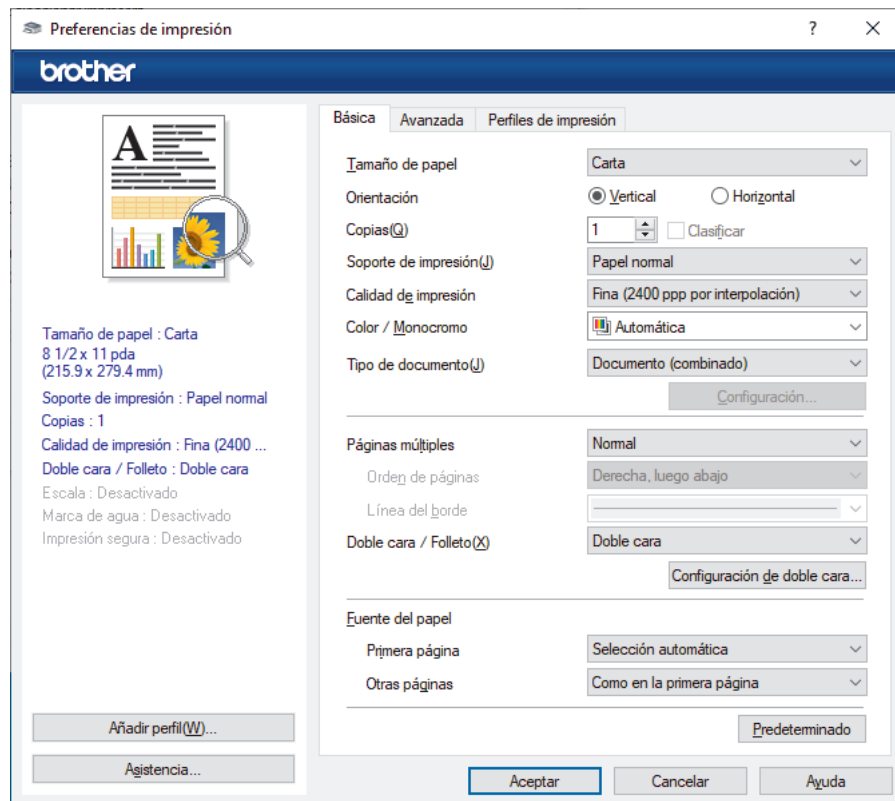 Preferencias de impresión
?
brother
A
Tamaño de papel : Carta
8 1/2 x 11 pda
(215.9 x 279.4 mm)
Soporte de impresión : Papel normal
Copias : 1
Calidad de impresión : Fina (2400 ...
Doble cara / Folleto : Doble cara
Escala : Desactivado
Marca de agua : Desactivado
Impresión segura : Desactivado
Añadir perfil(W)...
Asistencia...
Básica Avanzada Perfiles de impresión
Tamaño de papel Carta
Orientación Vertical Horizontal
Copias(Q) 1 Clasificar
Soporte de impresión(J) Papel normal
Calidad de impresión Fina (2400 ppp por interpolación)
Color / Monocromo Automática
Tipo de documento(J) Documento (combinado)
Configuración...
Páginas múltiples Normal
Orden de páginas Derecha, luego abajo
Línea del borde
Doble cara / Folleto(X) Doble cara
Configuración de doble cara...
Fuente del papel
Primera página Selección automática
Otras páginas Como en la primera página
Predeterminado
Aceptar Cancelar Ayuda